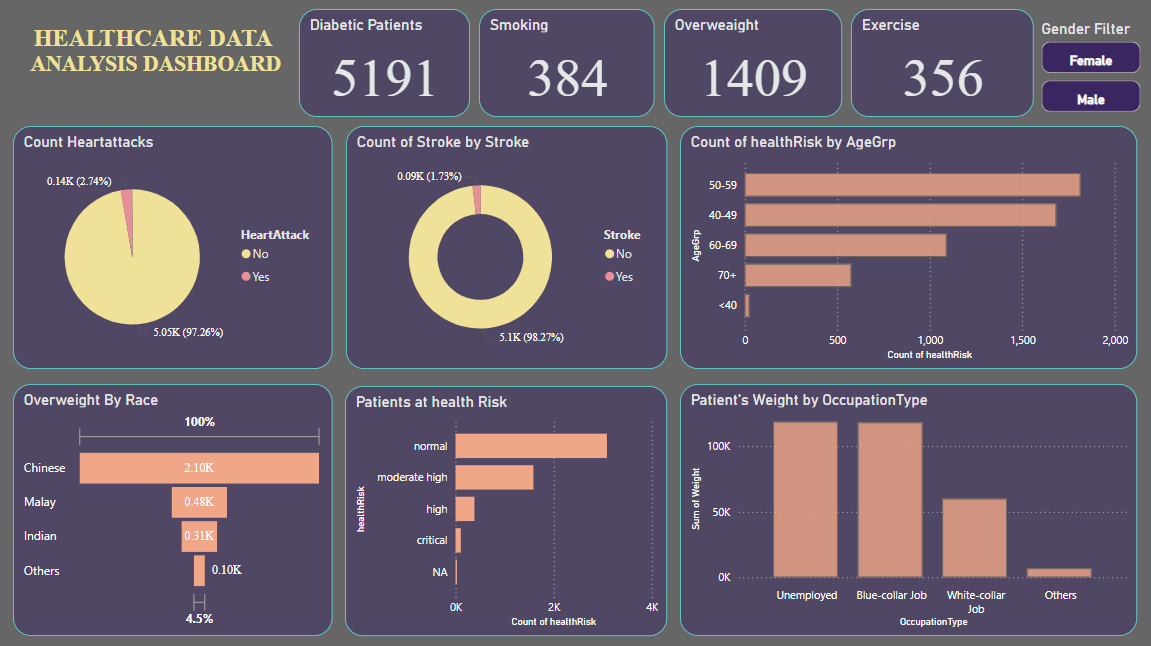 HEALTHCARE DATA
ANALYSIS DASHBOARD
Diabetic Patients
5191
Smoking
384
Overweaight
1409
Exercise
356
Gender Filter
Female
Male
Count Heartattacks
0.14K (2.74%)
5.05K (97.26%)
HeartAttack
No
Yes
Count of Stroke by Stroke
0.09K (1.73%)
5.1K (98.27%)
Stroke
No
Yes
Count of healthRisk by AgeGrp
AgeGrp
50-59
40-49
60-69
70+
<40
0
500
1,000
1,500
2,000
Count of healthRisk
Overweight By Race
100%
Chinese
2.10K
Malay
0.48K
Indian
0.31K
Others
0.10K
4.5%
Patients at health Risk
healthRisk
normal
moderate high
high
critical
NA
0K
2K
4K
Count of healthRisk
Patient's Weight by OccupationType
Sum of Weight
100K
50K
0K
Unemployed
Blue-collar Job
White-collar
Job
Others
OccupationType